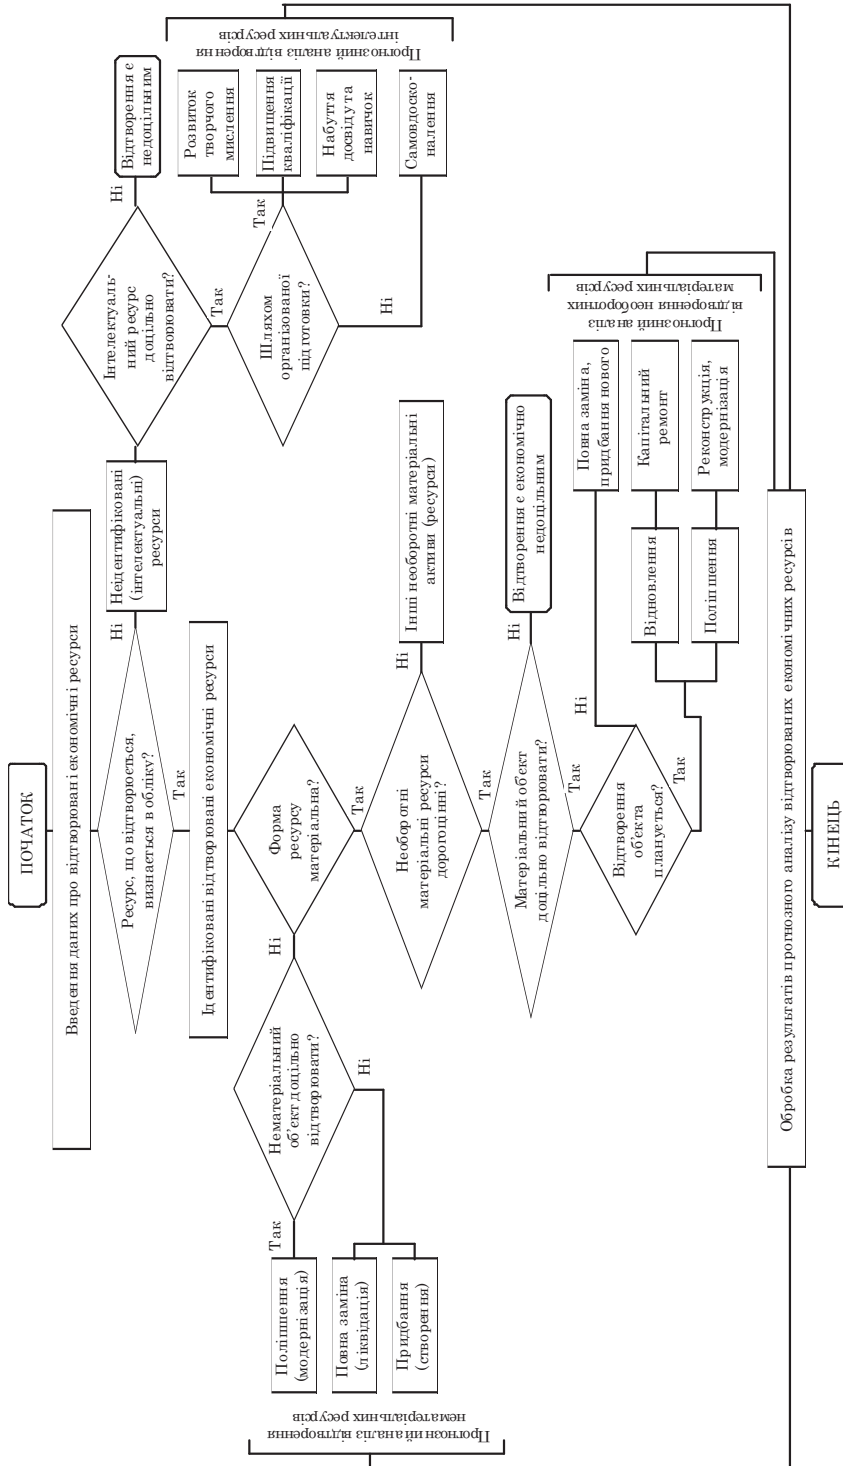 ПОЧАТОК
Введення даних про відтворювані економічні ресурси
Ресурс, що відтворюється,
визнається в обліку?
Ні
Неідентифіковані
(інтелектуальні)
ресурси
Інтелектуаль-
ний ресурс
доцільно
відтворювати?
Ні
Відтворення є
недоцільним
Так
Шляхом
організованої
підготовки?
Так
Розвиток
творчого
мислення
Підвищення
кваліфікації
Набуття
досвіду та
навичок
Ні
Самовдоско-
налення
Прогнозний аналіз відтворення
інтелектуальних ресурсів
Так
Ідентифіковані відтворювані економічні ресурси
Форма
ресурсу
матеріальна?
Ні
Нематеріальний
об'єкт доцільно
відтворювати?
Так
Поліпшення
(модернізація)
Ні
Повна заміна
(ліквідація)
Придбання
(створення)
Прогнозний аналіз відтворення
нематеріальних ресурсів
Так
Необоротні
матеріальні ресурси
дорогоцінні?
Ні
Інші необоротні матеріальні
активи (ресурси)
Так
Матеріальний об'єкт
доцільно відтворювати?
Ні
Відтворення є економічно
недоцільним
Так
Відтворення
об'єкта
планується?
Ні
Повна заміна,
придбання нового
Так
Відновлення
Капітальний
ремонт
Поліпшення
Реконструкція,
модернізація
Прогнозний аналіз
відтворення необоротних
матеріальних ресурсів
Обробка результатів прогнозного аналізу відтворюваних економічних ресурсів
КІНЕЦЬ